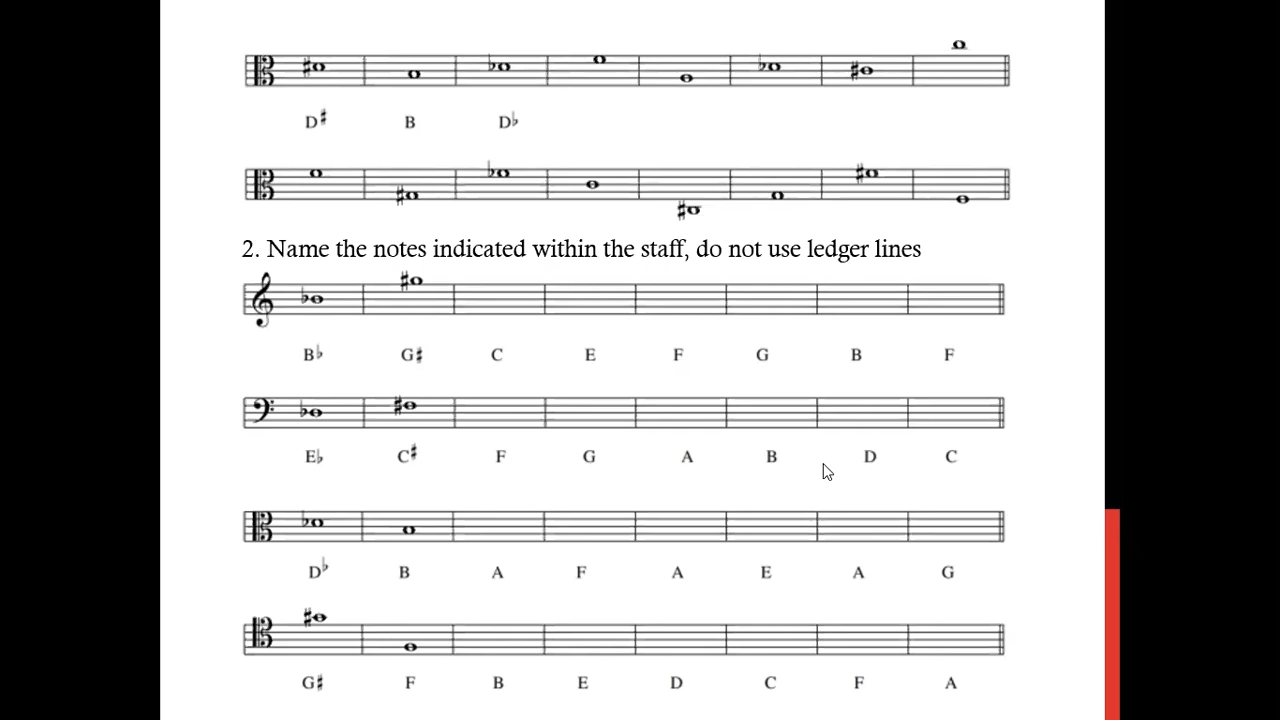 D♯ B D♭
2. Name the notes indicated within the staff, do not use ledger lines
B♭ G♯ C E F G B F
E♭ C♯ F G A B D C
D♭ B A F A E A G
G♯ F B E D C F A